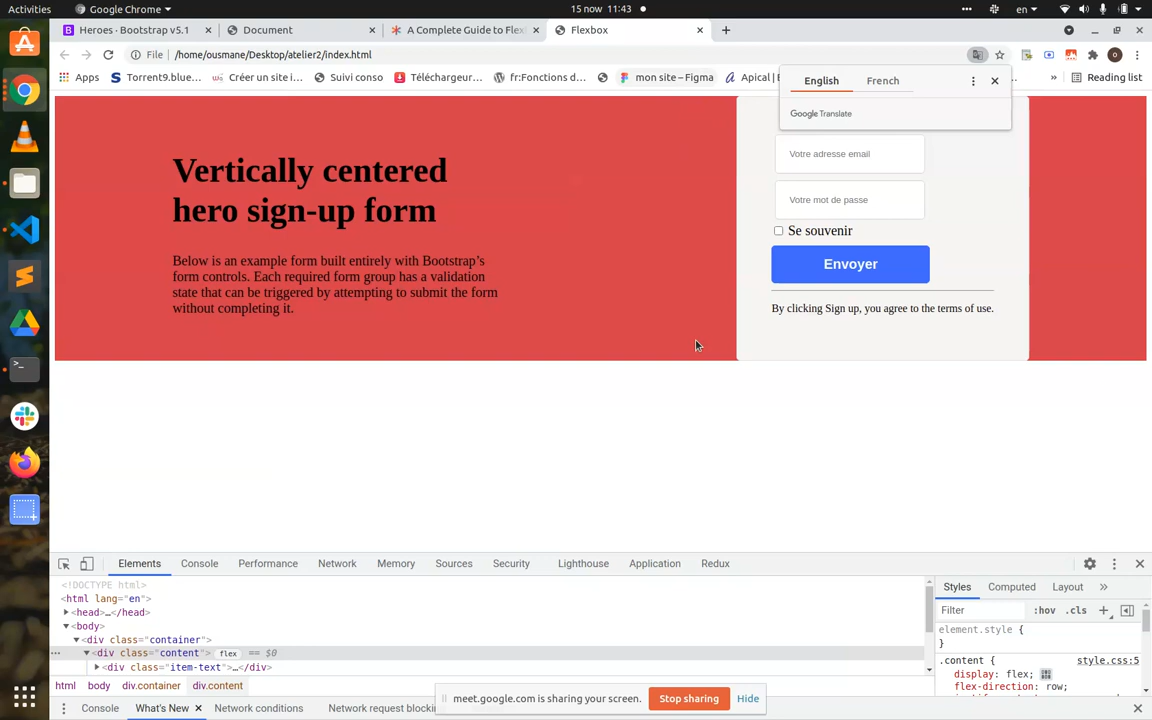 Activities
Google Chrome
15 now 11:43
en
Heroes · Bootstrap v5.1
Document
A Complete Guide to Flex
Flexbox
File
/home/ousmane/Desktop/atelier2/index.html
Apps
Torrent9.blue...
Créer un site i...
Suivi conso
Téléchargeur...
fr:Fonctions d...
mon site – Figma
Apical | B
»
Reading list
English
French
Google Translate
Vertically centered
hero sign-up form
Below is an example form built entirely with Bootstrap’s
form controls. Each required form group has a validation
state that can be triggered by attempting to submit the form
without completing it.
Votre adresse email
Votre mot de passe
Se souvenir
Envoyer
By clicking Sign up, you agree to the terms of use.
Elements
Console
Performance
Network
Memory
Sources
Security
Lighthouse
Application
Redux
<!DOCTYPE html>
<html lang="en">
<head>…</head>
<body>
<div class="container">
<div class="content"> flex == $0
<div class="item-text">…</div>
html body div.container div.content
Styles
Computed
Layout
»
Filter
:hov .cls +
element.style {
}
.content { style.css:5
display: flex;
flex-direction: row;
meet.google.com is sharing your screen.
Stop sharing
Hide
Console
What's New
Network conditions
Network request blockin